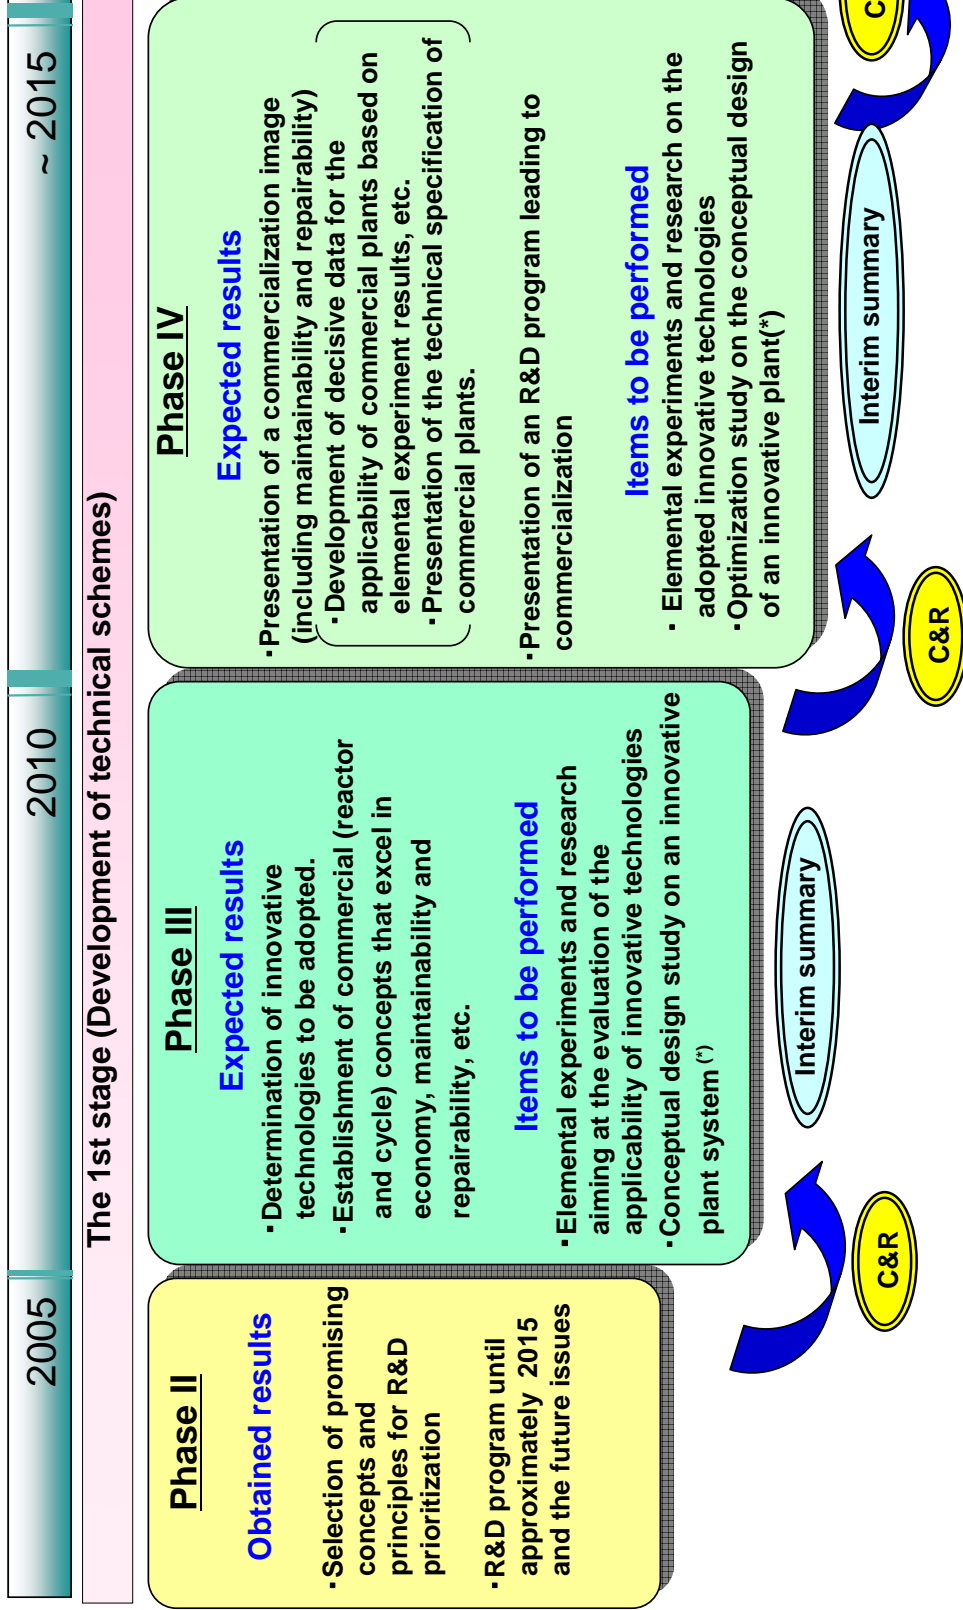 2005
2010
~ 2015
The 1st stage (Development of technical schemes)
Phase II
Obtained results
・Selection of promising
concepts and
principles for R&D
prioritization
・R&D program until
approximately 2015
and the future issues
Phase III
Expected results
・Determination of innovative
technologies to be adopted.
・Establishment of commercial (reactor
and cycle) concepts that excel in
economy, maintainability and
repairability, etc.
Items to be performed
・Elemental experiments and research
aiming at the evaluation of the
applicability of innovative technologies
・Conceptual design study on an innovative
plant system (*)
Phase IV
Expected results
・Presentation of a commercialization image
(including maintainability and repairability)
・Development of decisive data for the
applicability of commercial plants based on
elemental experiment results, etc.
・Presentation of the technical specification of
commercial plants.
・Presentation of an R&D program leading to
commercialization
Items to be performed
・Elemental experiments and research on the
adopted innovative technologies
・Optimization study on the conceptual design
of an innovative plant(*)
C&R
Interim summary
C&R
Interim summary
C